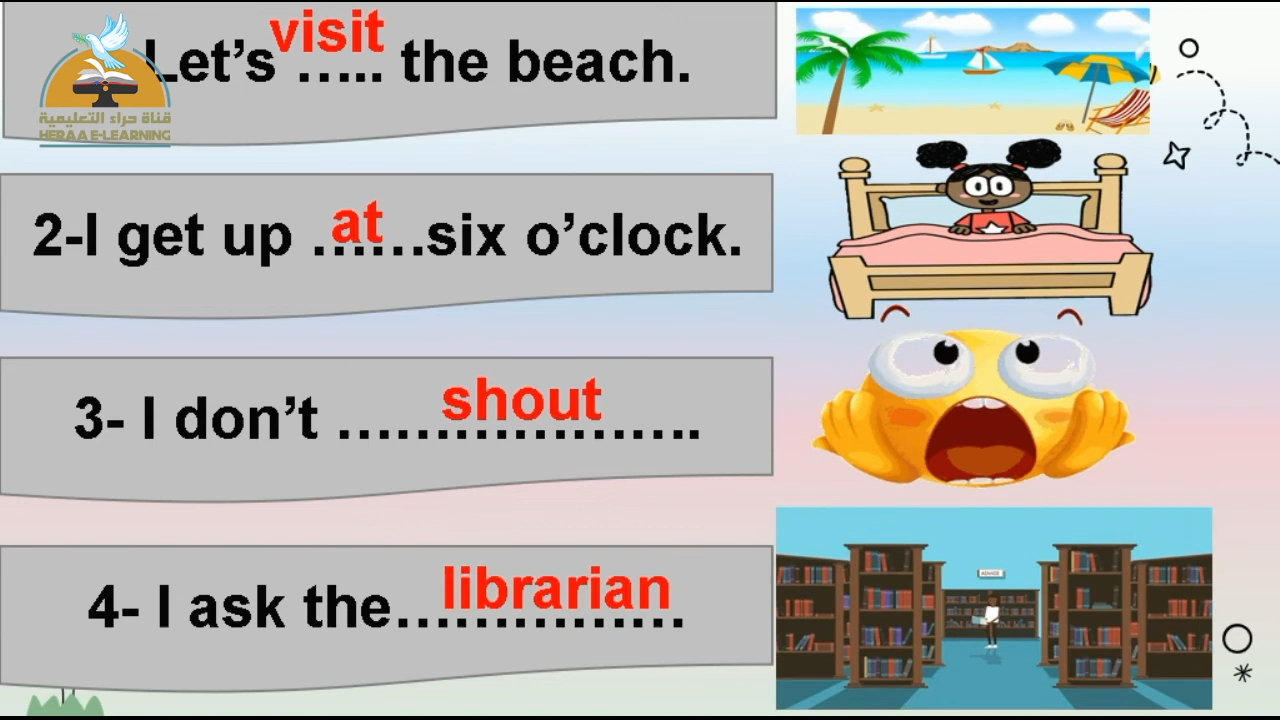 Let's ..... the beach.
visit
قناة حراء التعليمية
HERAA E-LEARNING
2-I get up ......six o'clock.
at
3- I don't ......................
shout
ADVICE
4- I ask the...............
librarian